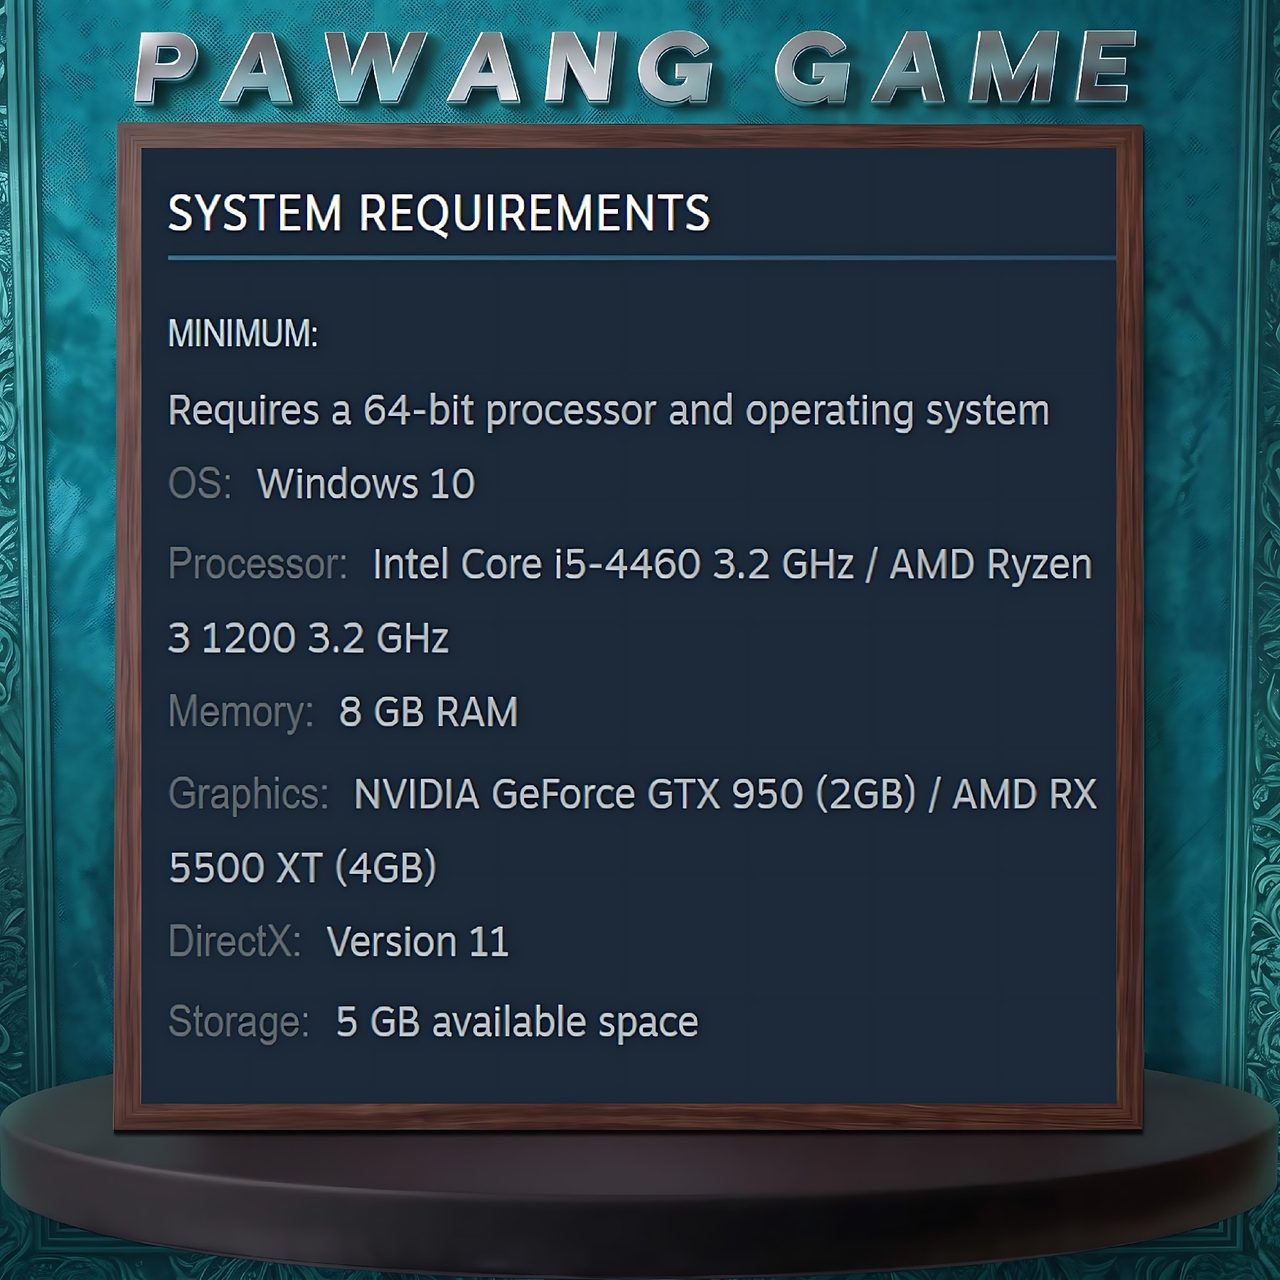 PAWANG GAME
SYSTEM REQUIREMENTS
MINIMUM:
Requires a 64-bit processor and operating system
OS: Windows 10
Processor: Intel Core i5-4460 3.2 GHz / AMD Ryzen
3 1200 3.2 GHz
Memory: 8 GB RAM
Graphics: NVIDIA GeForce GTX 950 (2GB) / AMD RX
5500 XT (4GB)
DirectX: Version 11
Storage: 5 GB available space